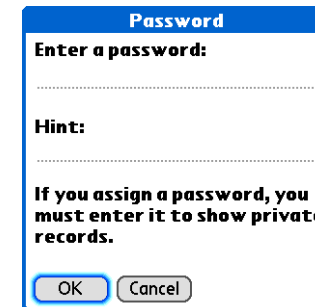 Password
Enter a password:
Hint:
If you assign a password, you
must enter it to show private
records.
OK
Cancel